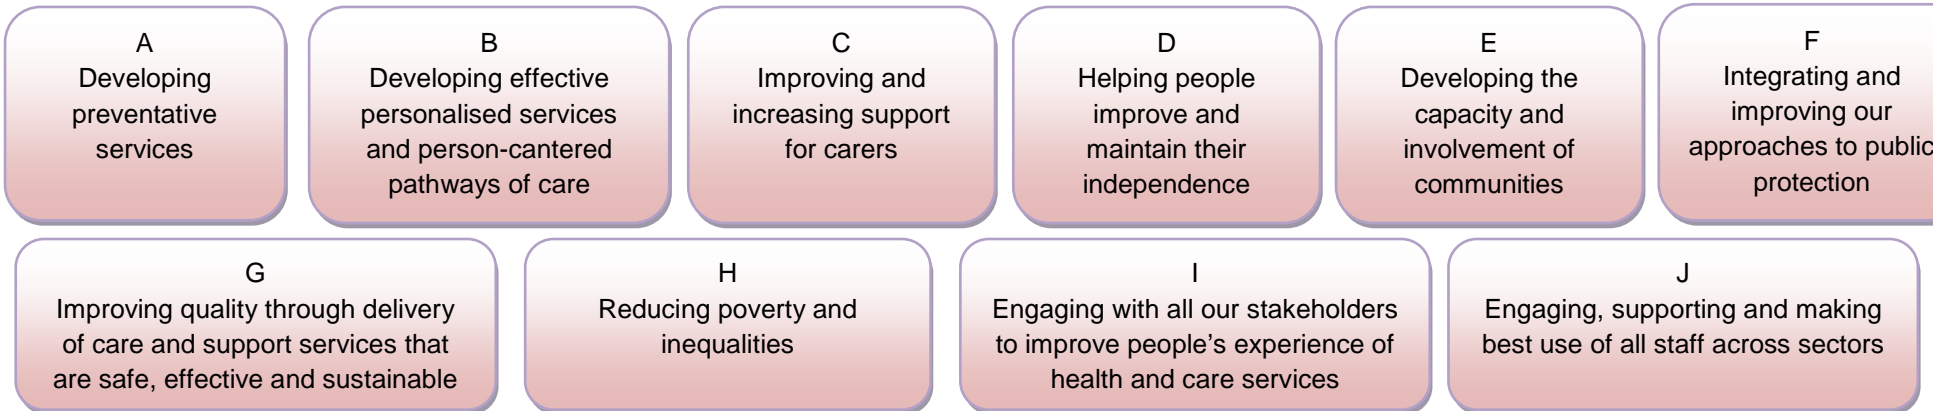 A
Developing
preventative
services
B
Developing effective
personalised services
and person-cantered
pathways of care
C
Improving and
increasing support
for carers
D
Helping people
improve and
maintain their
independence
E
Developing the
capacity and
involvement of
communities
F
Integrating and
improving our
approaches to public
protection
G
Improving quality through delivery
of care and support services that
are safe, effective and sustainable
H
Reducing poverty and
inequalities
I
Engaging with all our stakeholders
to improve people’s experience of
health and care services
J
Engaging, supporting and making
best use of all staff across sectors